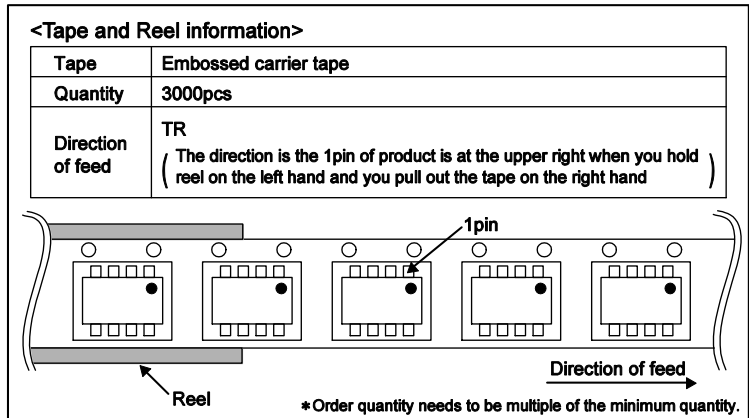 <Tape and Reel information>
Tape Embossed carrier tape
Quantity 3000pcs
Direction of feed TR
( The direction is the 1pin of product is at the upper right when you hold
reel on the left hand and you pull out the tape on the right hand )
1pin
Direction of feed
Reel
*Order quantity needs to be multiple of the minimum quantity.